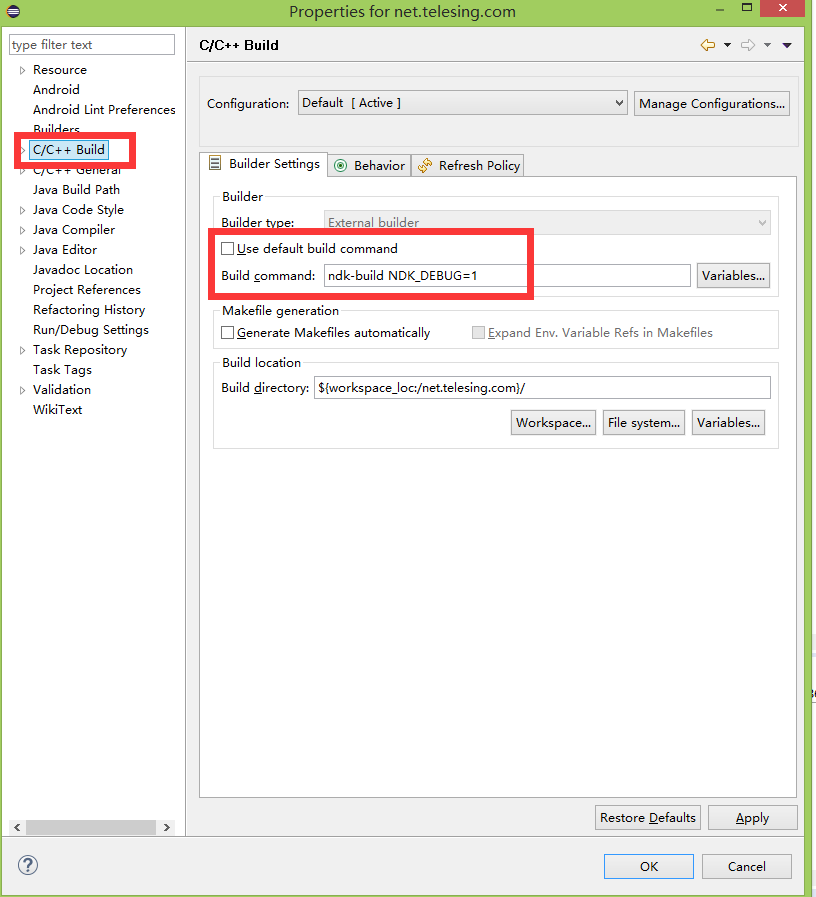 Properties for net.telesing.com
type filter text
Resource
Android
Android Lint Preferences
Builders
C/C++ Build
C/C++ General
Java Build Path
Java Code Style
Java Compiler
Java Editor
Javadoc Location
Project References
Refactoring History
Run/Debug Settings
Task Repository
Task Tags
Validation
WikiText
C/C++ Build
Configuration: Default [ Active ] Manage Configurations...
Builder Settings Behavior Refresh Policy
Builder
Builder type: External builder
Use default build command
Build command: ndk-build NDK_DEBUG=1 Variables...
Makefile generation
Generate Makefiles automatically Expand Env. Variable Refs in Makefiles
Build location
Build directory: ${workspace_loc:/net.telesing.com}/
Workspace... File system... Variables...
Restore Defaults Apply
OK Cancel